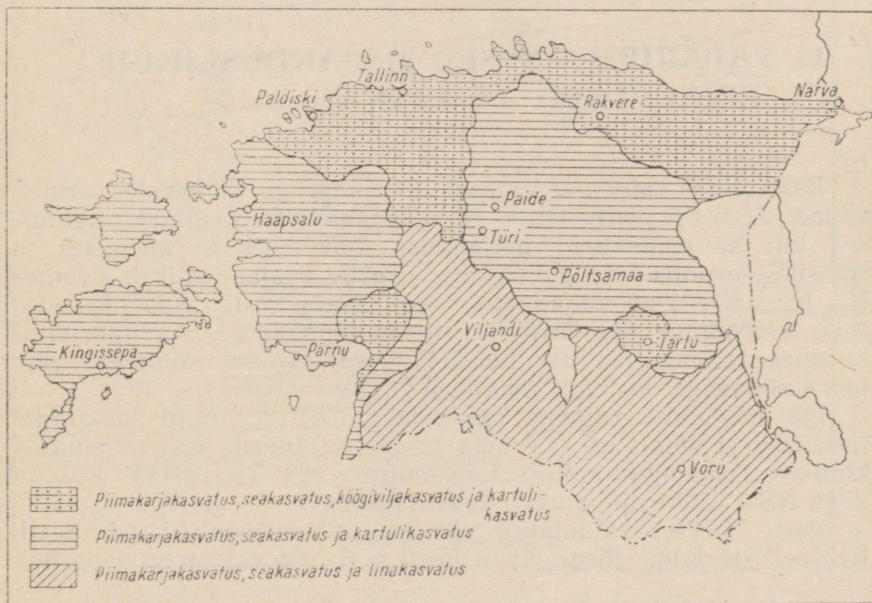 Tallinn
Narva
Paldiski
Rakvere
Haapsalu
Paide
Türi
Põltsamaa
Kingissepa
Pärnu
Viljandi
Tartu
Võru
Piimakarjakasvatus, seakasvatus, köögiviljakasvatus ja kartuli-
kasvatus
Piimakarjakasvatus, seakasvatus ja kartulikasvatus
Piimakarjakasvatus, seakasvatus ja linakasvatus